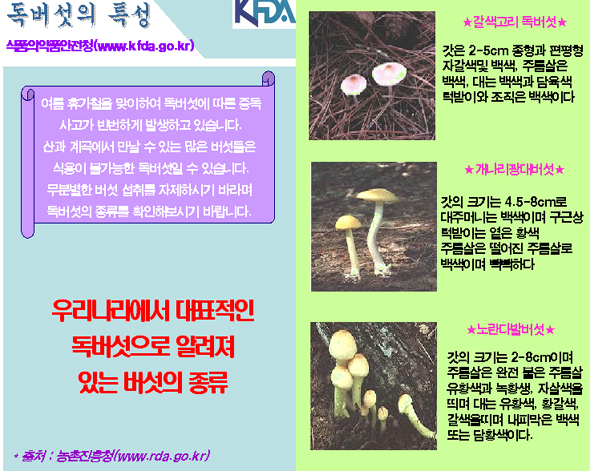 독버섯의 특성
KFDA
식품의약품안전청(www.kfda.go.kr)
여름 휴가철을 맞이하여 독버섯에 따른 중독
사고가 빈번하게 발생하고 있습니다.
산과 계곡에서 만날 수 있는 많은 버섯들은
식용이 불가능한 독버섯일 수 있습니다.
무분별한 버섯 섭취를 자제하시기 바라며
독버섯의 종류를 확인해보시기 바랍니다.
우리나라에서 대표적인
독버섯으로 알려져
있는 버섯의 종류
* 출처 : 농촌진흥청(www.rda.go.kr)
★갈색고리 독버섯★
갓은 2-5cm 종형과 편평형
자갈색및 백색, 주름살은
백색, 대는 백색과 담육색
턱받이와 조직은 백색이다
★개나리광대버섯★
갓의 크기는 4.5-8cm로
대주머니는 백색이며 구근상
턱받이는 옅은 황색
주름살은 떨어진 주름살로
백색이며 빽빽하다
★노란다발버섯★
갓의 크기는 2-8cm이며
주름살은 완전 붙은 주름살
유황색과 녹황생, 자살색을
띄며 대는 유황색, 황갈색,
갈색을띠며 내피막은 백색
또는 담황색이다.